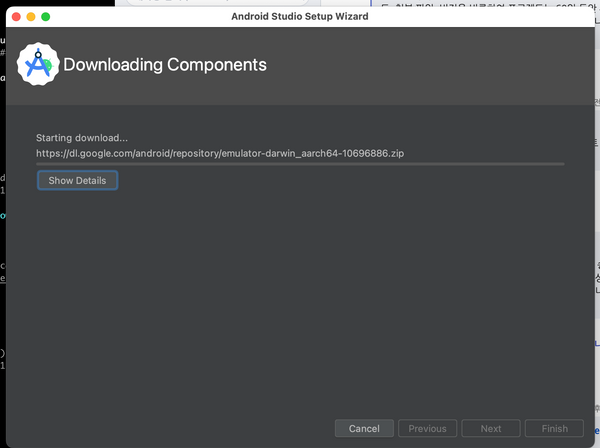 Android Studio Setup Wizard
Downloading Components
Starting download...
https://dl.google.com/android/repository/emulator-darwin_aarch64-10696886.zip
Show Details
Cancel
Previous
Next
Finish